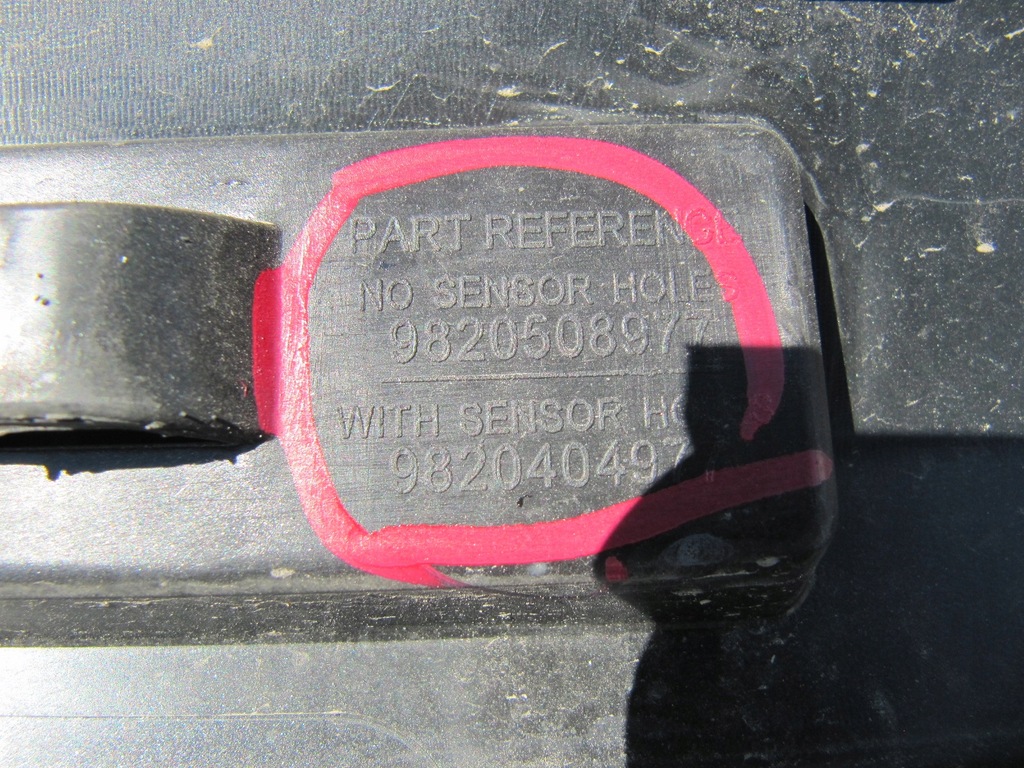 PART REFERENCE
NO SENSOR HOLES
9820508977
WITH SENSOR